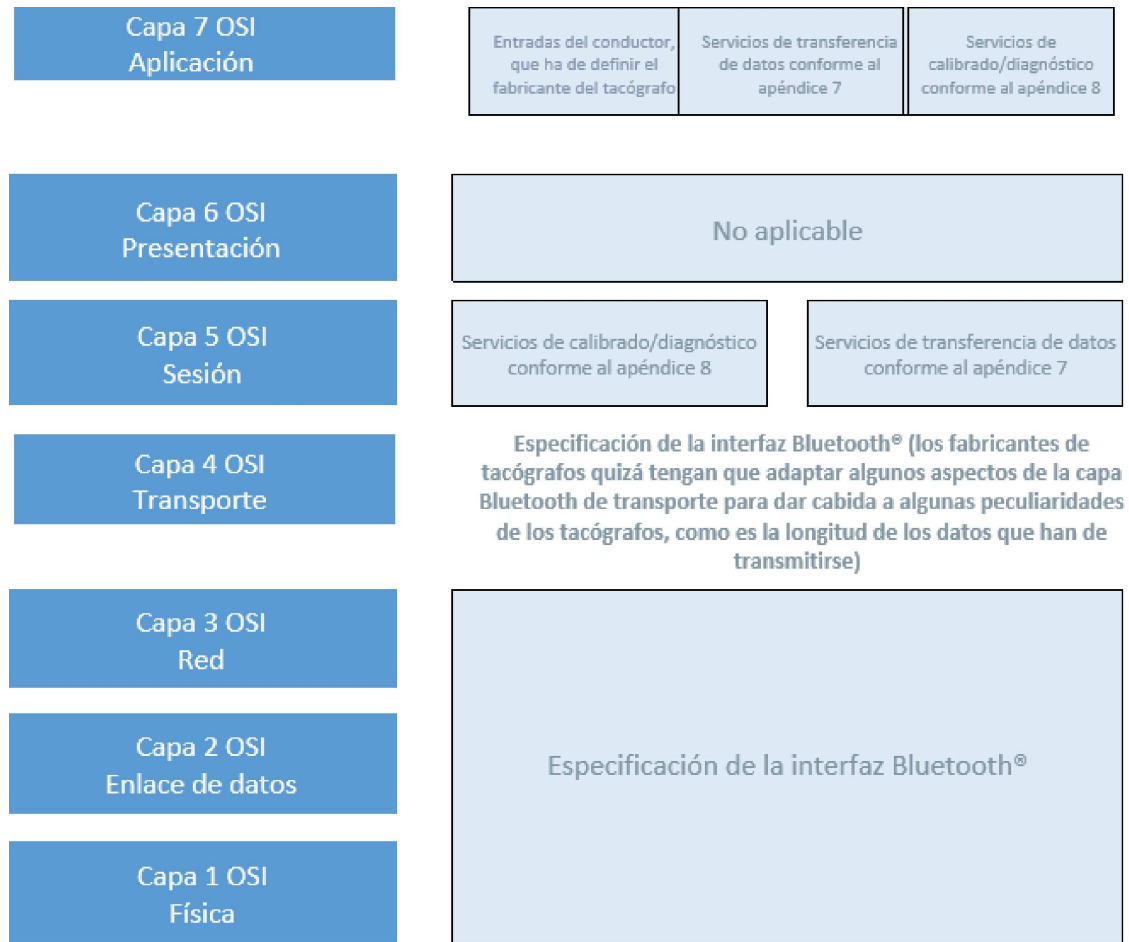 Capa 7 OSI
Aplicación
Entradas del conductor,
que ha de definir el
fabricante del tacógrafo
Servicios de transferencia
de datos conforme al
apéndice 7
Servicios de
calibrado/diagnóstico
conforme al apéndice 8
Capa 6 OSI
Presentación
No aplicable
Capa 5 OSI
Sesión
Servicios de calibrado/diagnóstico
conforme al apéndice 8
Servicios de transferencia de datos
conforme al apéndice 7
Capa 4 OSI
Transporte
Especificación de la interfaz Bluetooth® (los fabricantes de
tacógrafos quizá tengan que adaptar algunos aspectos de la capa
Bluetooth de transporte para dar cabida a algunas peculiaridades
de los tacógrafos, como es la longitud de los datos que han de
transmitirse)
Capa 3 OSI
Red
Capa 2 OSI
Enlace de datos
Especificación de la interfaz Bluetooth®
Capa 1 OSI
Física